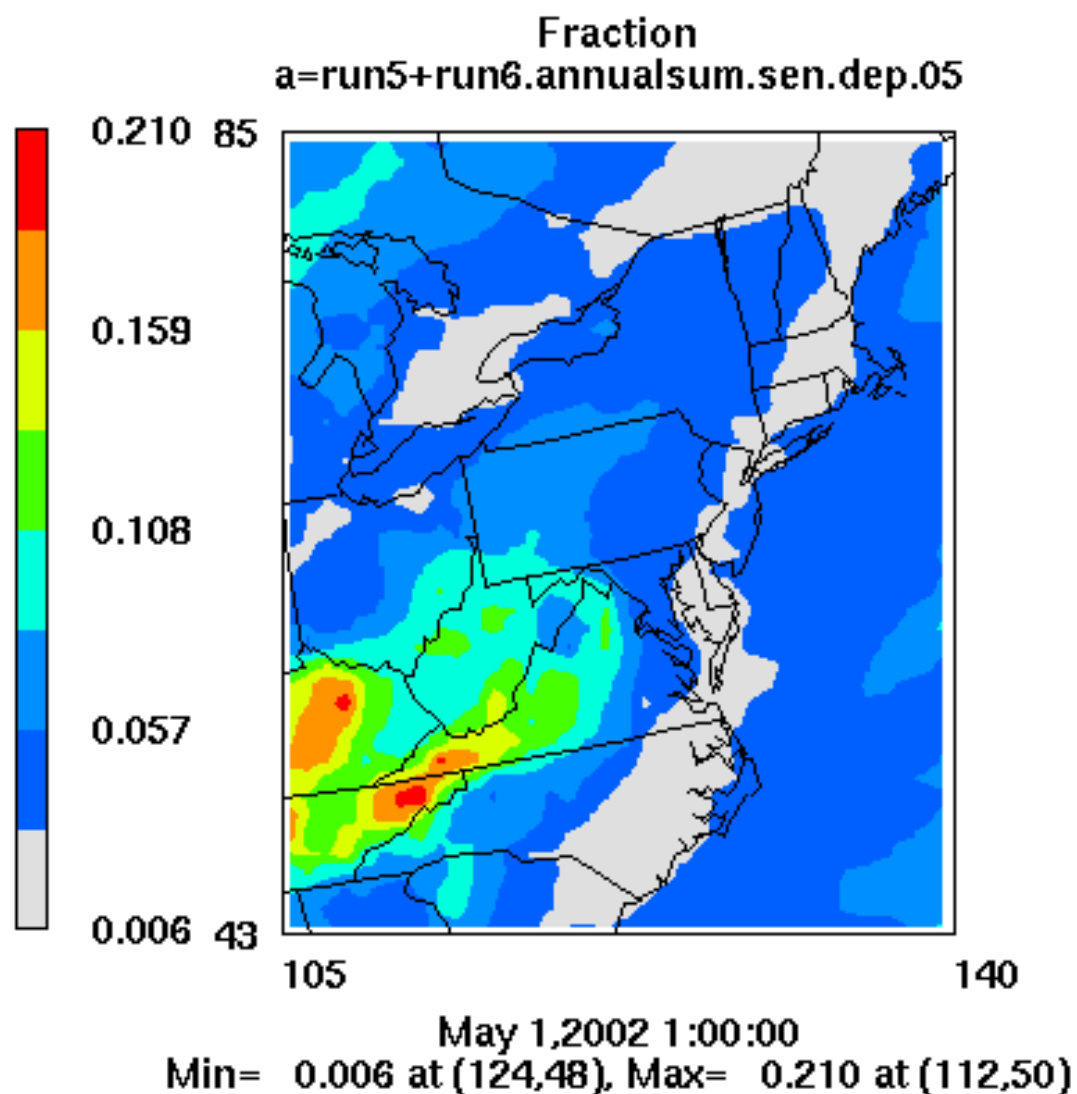 Fraction
a=run5+run6.annualsum.sen.dep.05
0.210 85
0.159
0.108
0.057
0.006 43
105 140
May 1,2002 1:00:00
Min= 0.006 at (124,48), Max= 0.210 at (112,50)